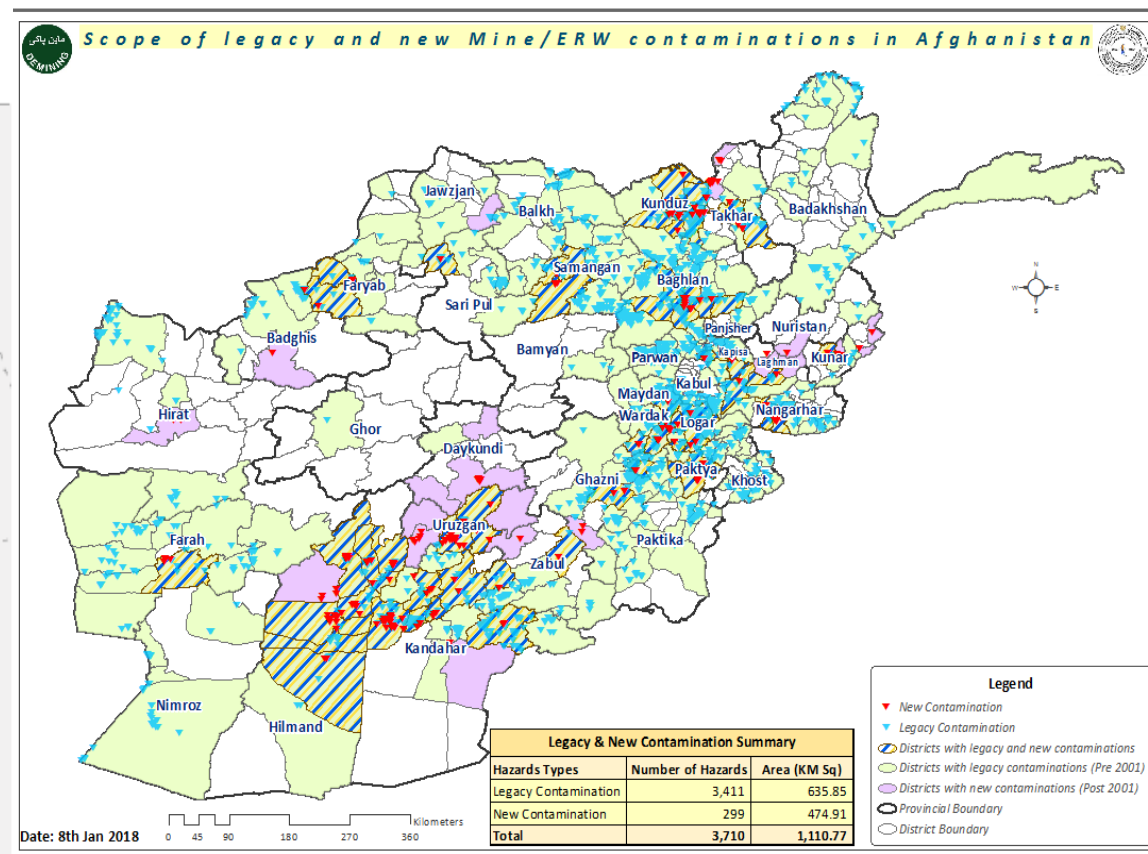 ماین پاکی
DEMINING
Scope of legacy and new Mine/ERW contaminations in Afghanistan
Jawzjan
Balkh
Kunduz
Takhar
Badakhshan
Samangan
Baghlan
Faryab
Sari Pul
Panjsher
Nuristan
Badghis
Bamyan
Parwan
Kapisa
Laghman
Kunar
Kabul
Maydan
Wardak
Nangarhar
Hirat
Logar
Ghor
Daykundi
Ghazni
Paktya
Khost
Uruzgan
Farah
Zabul
Paktika
Kandahar
Nimroz
Hilmand
N
W
E
S
Legend
New Contamination
Legacy Contamination
Districts with legacy and new contaminations
Districts with legacy contaminations (Pre 2001)
Districts with new contaminations (Post 2001)
Provincial Boundary
District Boundary
Legacy & New Contamination Summary
Hazards Types Number of Hazards Area (KM Sq)
Legacy Contamination 3,411 635.85
New Contamination 299 474.91
Total 3,710 1,110.77
Kilometers
0 45 90 180 270 360
Date: 8th Jan 2018